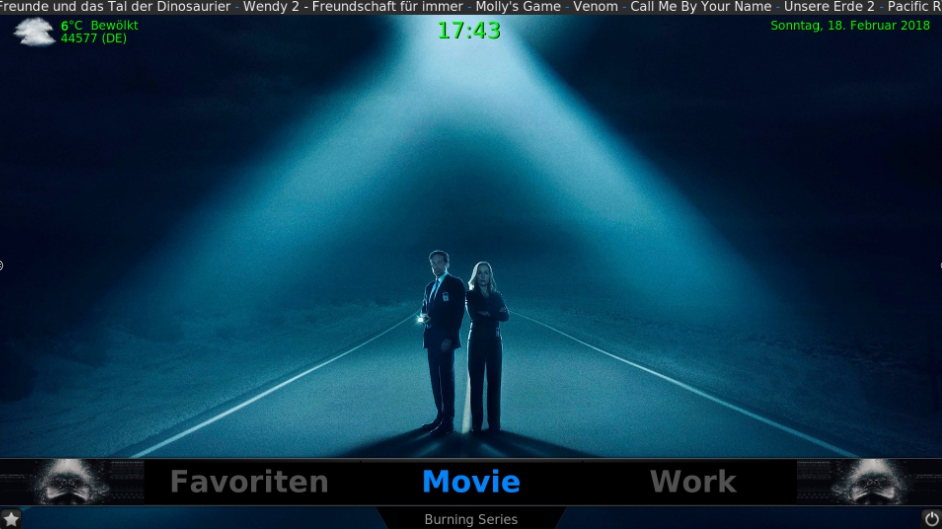 Freunde und das Tal der Dinosaurier - Wendy 2 - Freundschaft für immer - Molly's Game - Venom - Call Me By Your Name - Unsere Erde 2 - Pacific R
6°C Bewölkt
44577 (DE)
17:43
Sonntag, 18. Februar 2018
Favoriten Movie Work
Burning Series